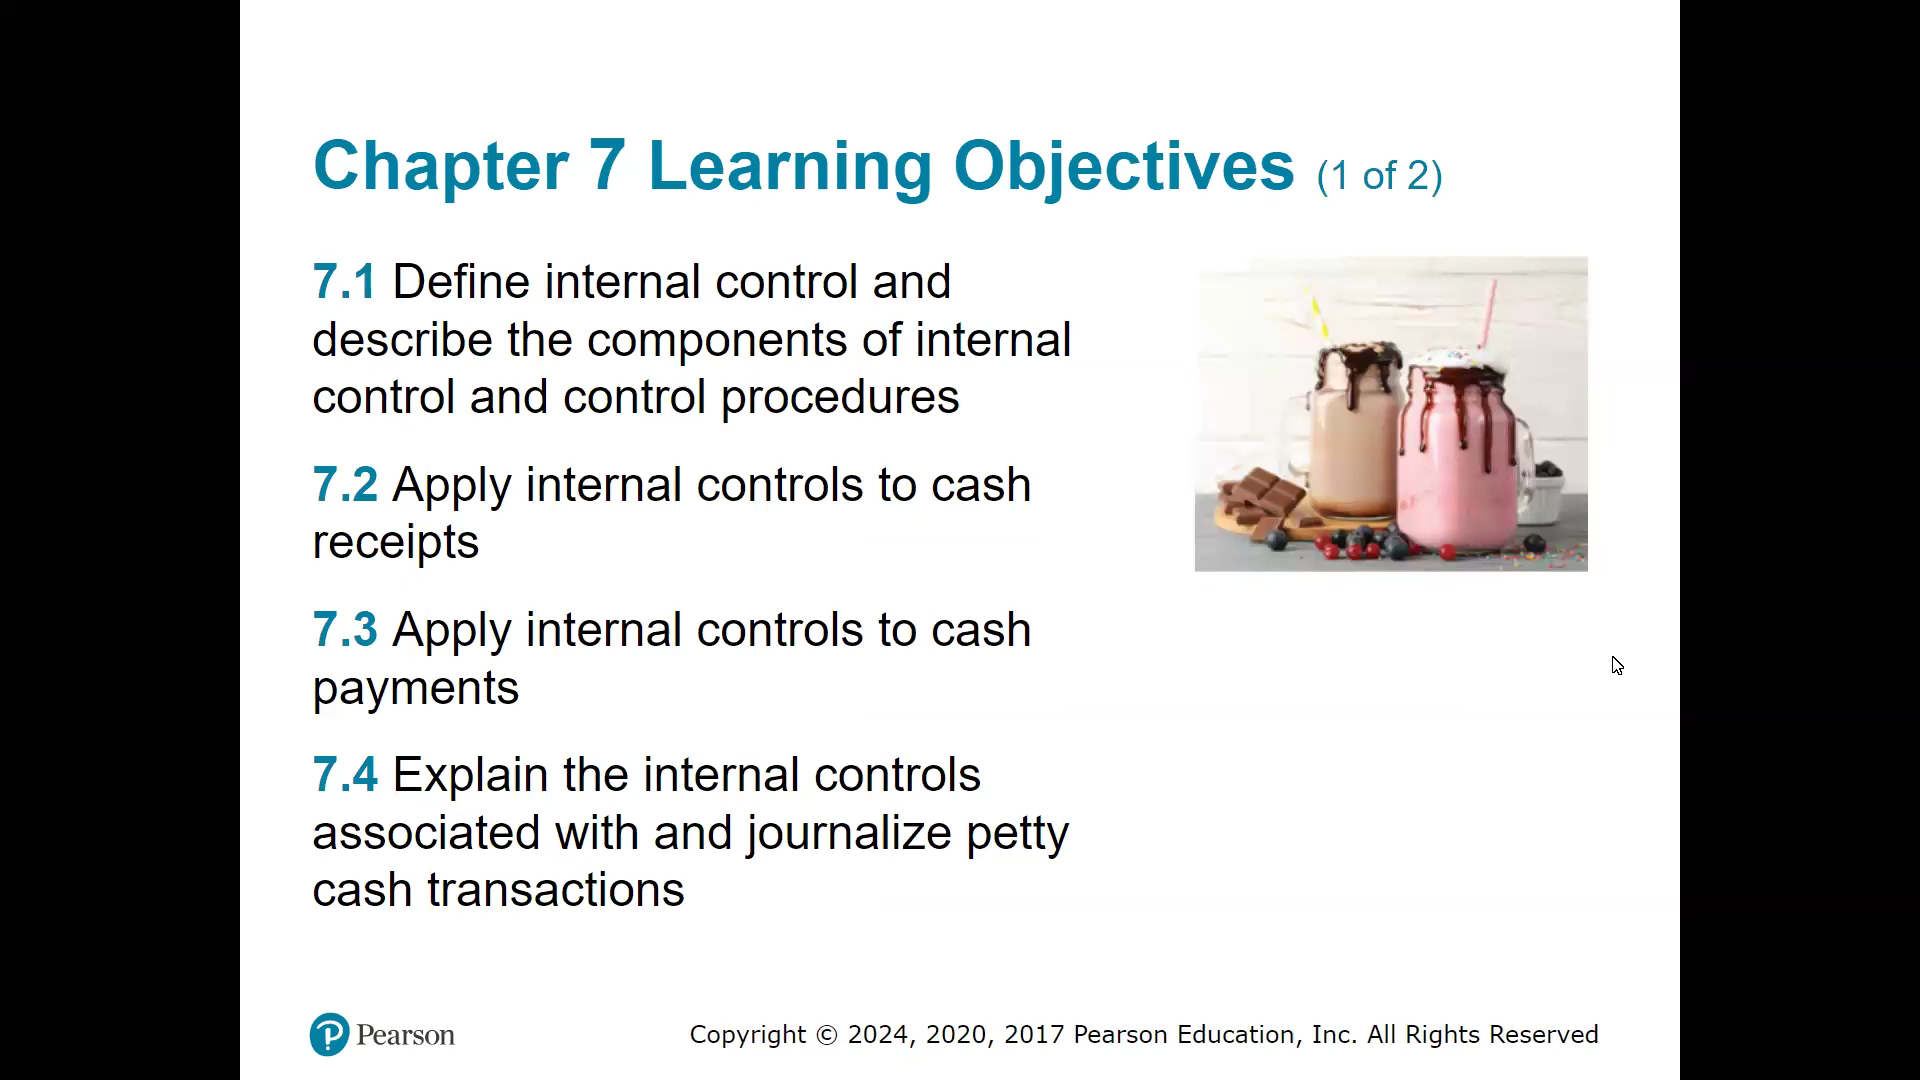 Chapter 7 Learning Objectives (1 of 2)
7.1 Define internal control and
describe the components of internal
control and control procedures
7.2 Apply internal controls to cash
receipts
7.3 Apply internal controls to cash
payments
7.4 Explain the internal controls
associated with and journalize petty
cash transactions
Pearson
Copyright © 2024, 2020, 2017 Pearson Education, Inc. All Rights Reserved